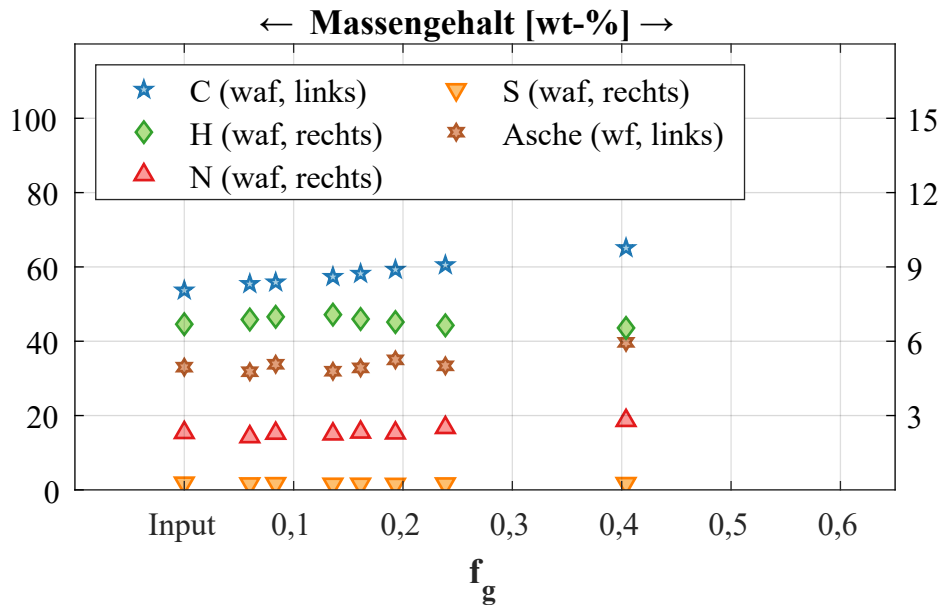 ← Massengehalt [wt-%] →
C (waf, links)
H (waf, rechts)
N (waf, rechts)
S (waf, rechts)
Asche (wf, links)
100
80
60
40
20
0
15
12
9
6
3
Input 0,1 0,2 0,3 0,4 0,5 0,6
f_g